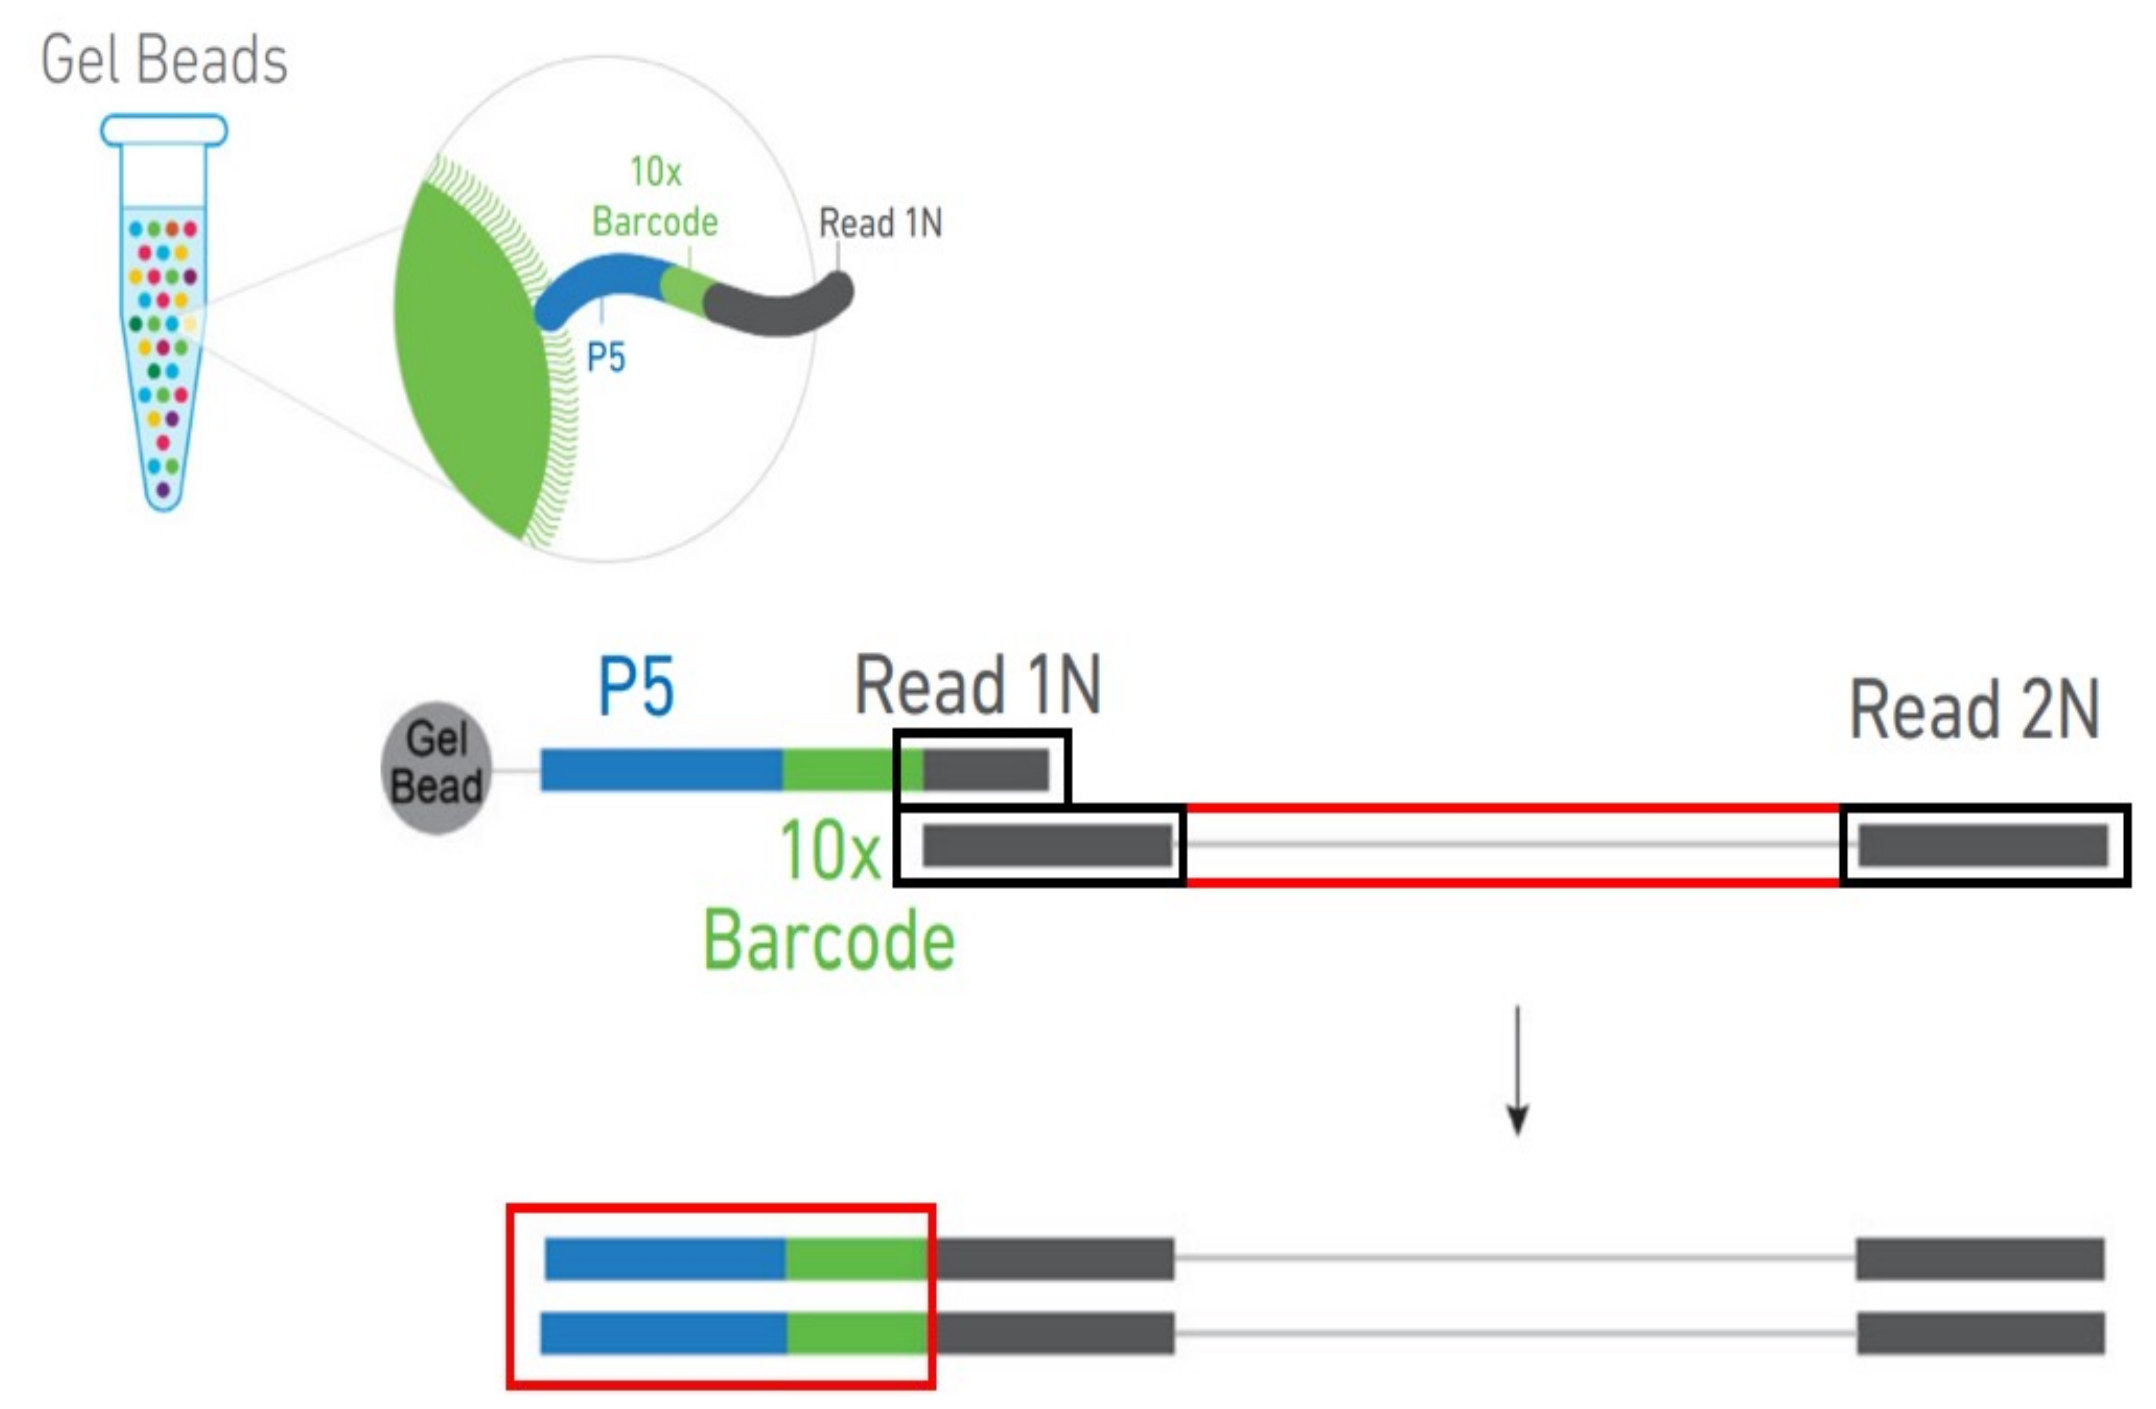 Gel Beads
10x
Barcode
Read 1N
P5
P5
Read 1N
Read 2N
Gel
Bead
10x
Barcode